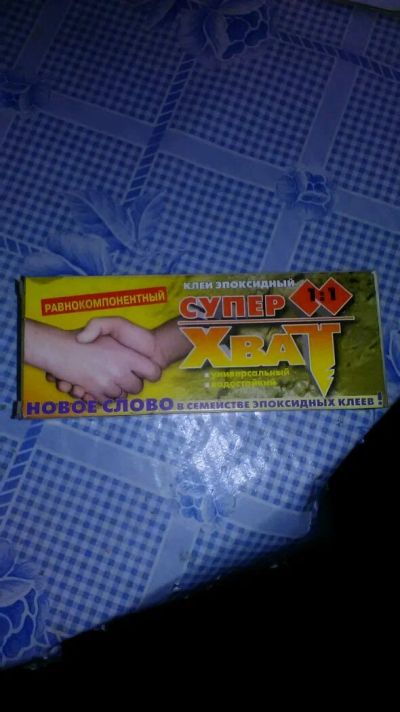 КЛЕЙ ЭПОКСИДНЫЙ
РАВНОКОМПОНЕНТНЫЙ
СУПЕР
1:1
ХВАТ
универсальный
водостойкий
НОВОЕ СЛОВО В СЕМЕЙСТВЕ ЭПОКСИДНЫХ КЛЕЕВ !